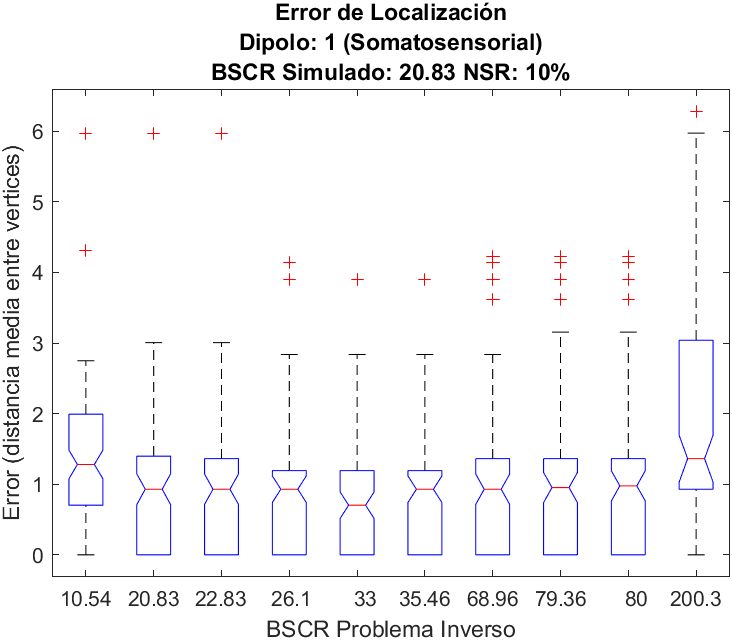 Error de Localización
Dipolo: 1 (Somatosensorial)
BSCR Simulado: 20.83 NSR: 10%
Error (distancia media entre vertices)
6
5
4
3
2
1
0
10.54 20.83 22.83 26.1 33 35.46 68.96 79.36 80 200.3
BSCR Problema Inverso